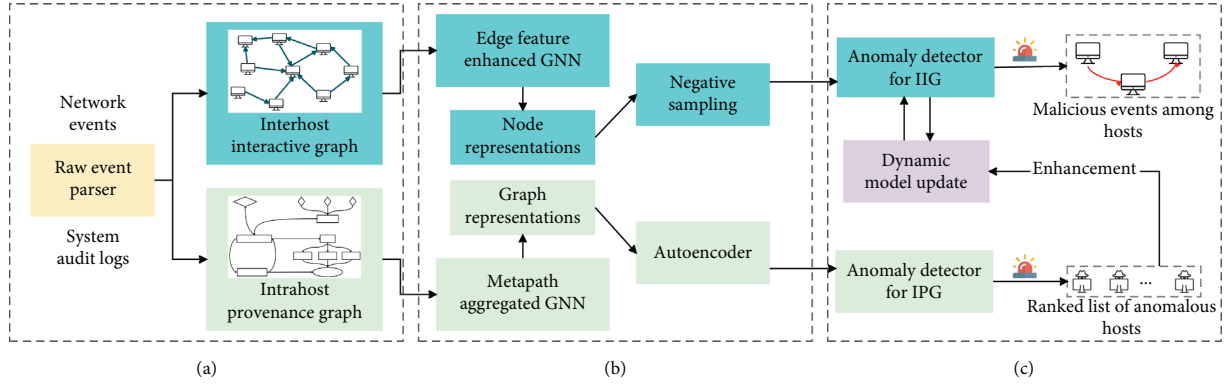 Network
events
Raw event
parser
System
audit logs
Interhost
interactive graph
Intrahost
provenance graph
(a)
Edge feature
enhanced GNN
Node
representations
Negative
sampling
Graph
representations
Metapath
aggregated GNN
Autoencoder
(b)
Anomaly detector
for IIG
Malicious events among
hosts
Dynamic
model update
Enhancement
Anomaly detector
for IPG
...
Ranked list of anomalous
hosts
(c)